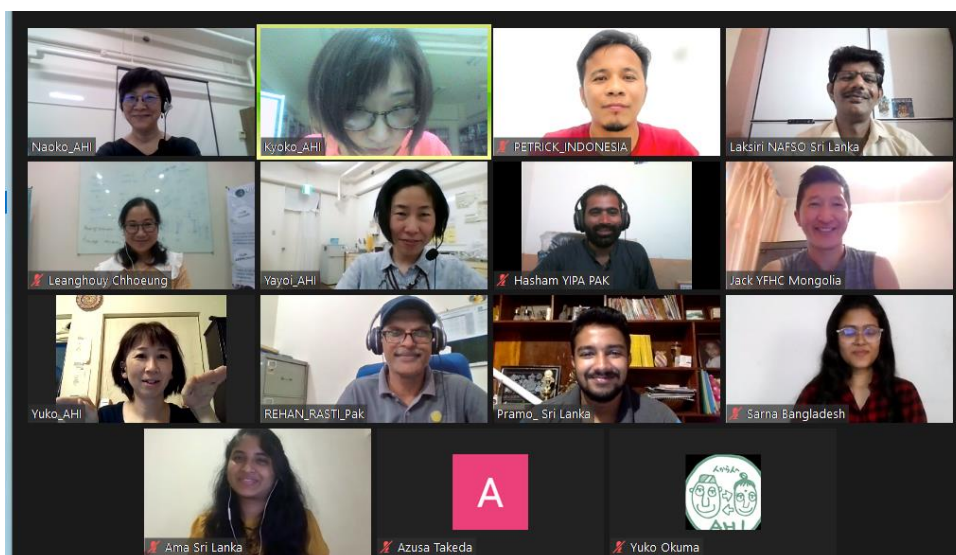 Naoko_AHI
Kyoko_AHI
PETRICK_INDONESIA
Laksiri NAFSO Sri Lanka
Leanghouy Chhoeung
Yayoi_AHI
Hasham YIPA PAK
Jack YFHC Mongolia
Yuko_AHI
REHAN_RASTI_Pak
Pramo_ Sri Lanka
Sarna Bangladesh
Ama Sri Lanka
A
Azusa Takeda
AHI
Yuko Okuma